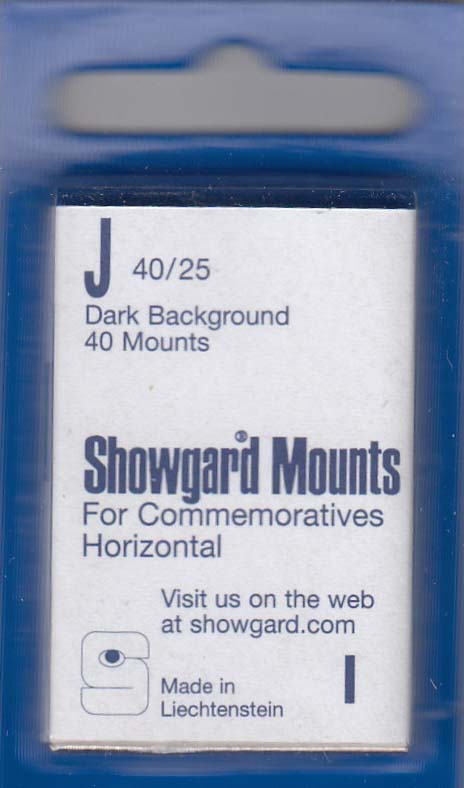 J 40/25
Dark Background
40 Mounts
Showgard® Mounts
For Commemoratives
Horizontal
Visit us on the web
at showgard.com
S
Made in
Liechtenstein
I